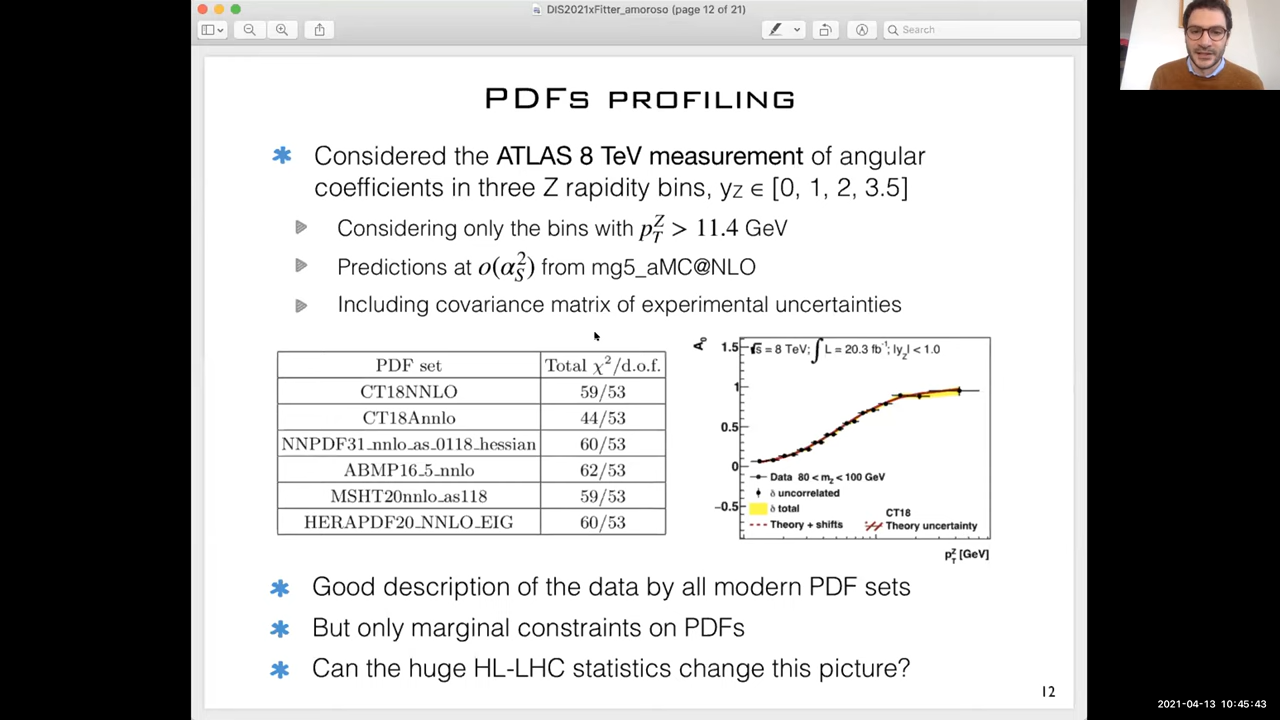 DIS2021xFitter_amoroso (page 12 of 21)
Search
PDFs PROFILING
Considered the ATLAS 8 TeV measurement of angular
coefficients in three Z rapidity bins, yZ ∈ [0, 1, 2, 3.5]
Considering only the bins with p_T^Z > 11.4 GeV
Predictions at o(α_S^2) from mg5_aMC@NLO
Including covariance matrix of experimental uncertainties
PDF set Total χ²/d.o.f.
CT18NNLO 59/53
CT18Annlo 44/53
NNPDF31_nnlo_as_0118_hessian 60/53
ABMP16_5_nnlo 62/53
MSHT20nnlo_as118 59/53
HERAPDF20_NNLO_EIG 60/53
A₀
1.5
√s = 8 TeV; ∫L = 20.3 fb⁻¹; |y_Z| < 1.0
1
0.5
0
−0.5
Data 80 < m_Z < 100 GeV
δ uncorrelated
δ total
Theory + shifts
CT18
Theory uncertainty
p_T^Z [GeV]
Good description of the data by all modern PDF sets
But only marginal constraints on PDFs
Can the huge HL-LHC statistics change this picture?
12
2021-04-13 10:45:43